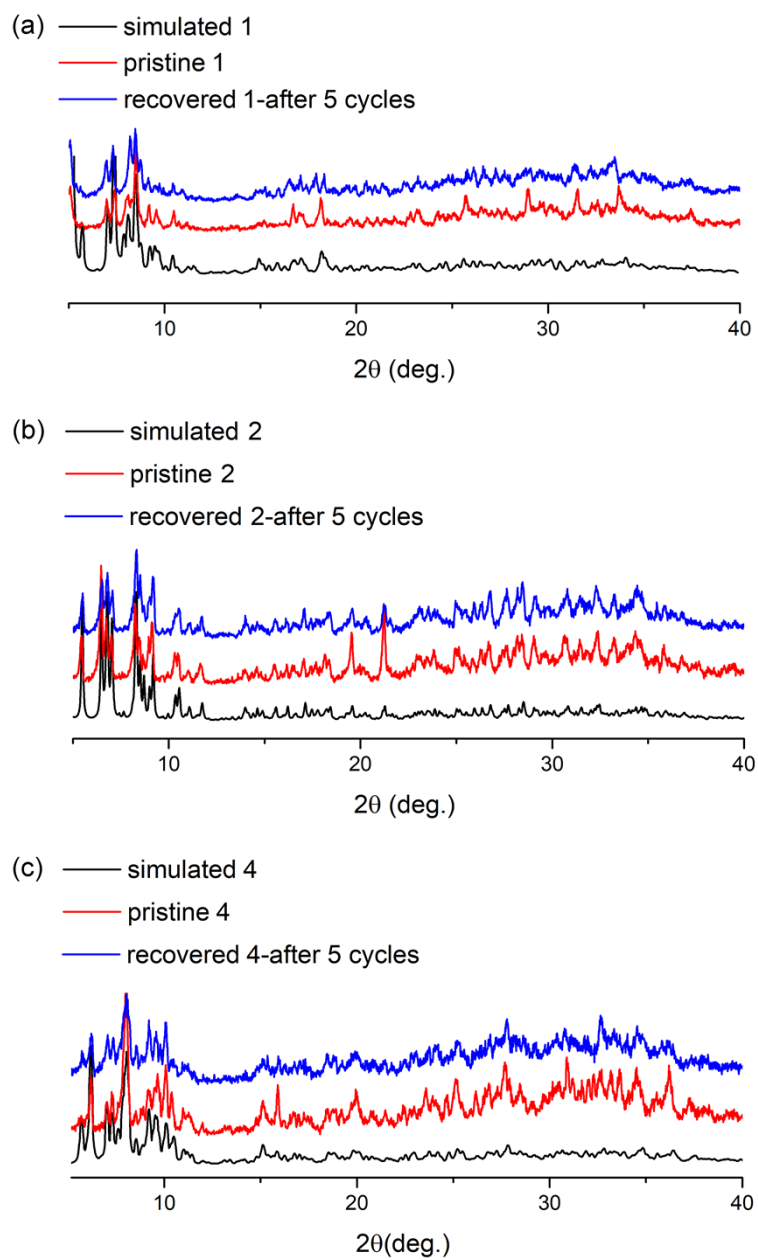 (a)
simulated 1
pristine 1
recovered 1-after 5 cycles
10 20 30 40
2θ (deg.)
(b)
simulated 2
pristine 2
recovered 2-after 5 cycles
10 20 30 40
2θ (deg.)
(c)
simulated 4
pristine 4
recovered 4-after 5 cycles
10 20 30 40
2θ(deg.)